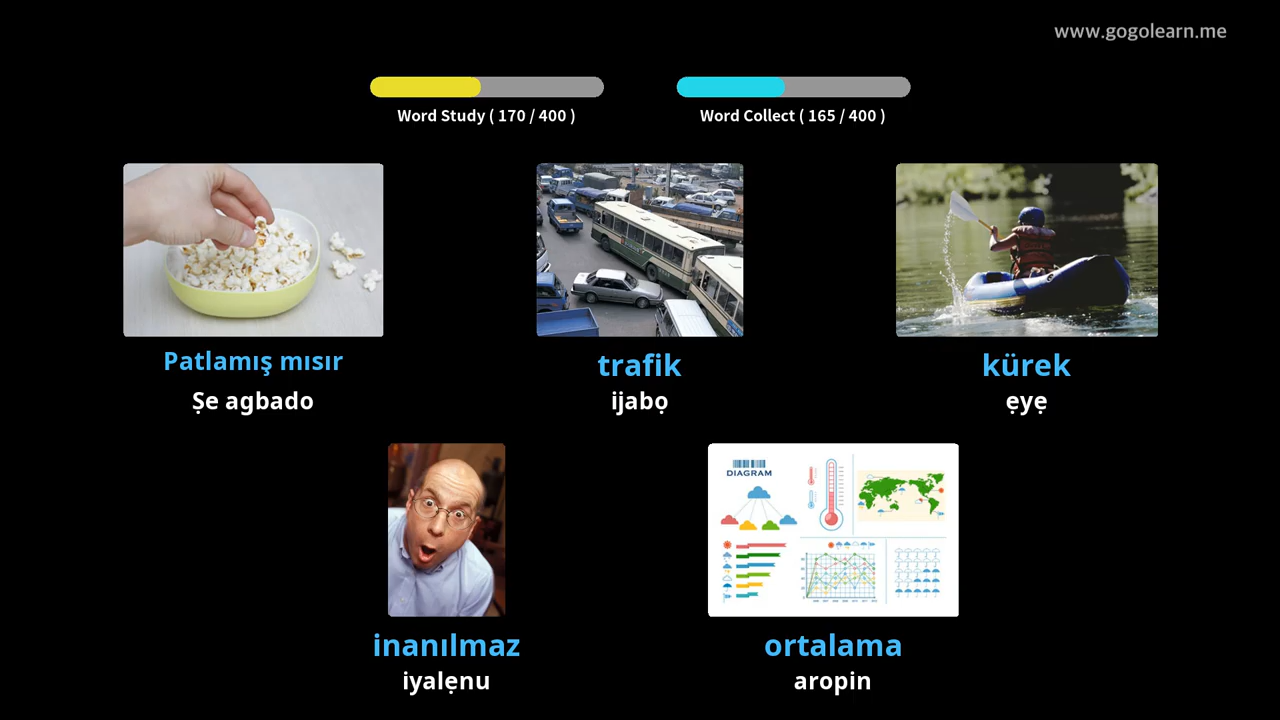 www.gogolearn.me
Word Study ( 170 / 400 )
Word Collect ( 165 / 400 )
Patlamış mısır
Ṣe agbado
trafik
ijabọ
kürek
ẹyẹ
DIAGRAM
inanılmaz
iyalẹnu
ortalama
aropin